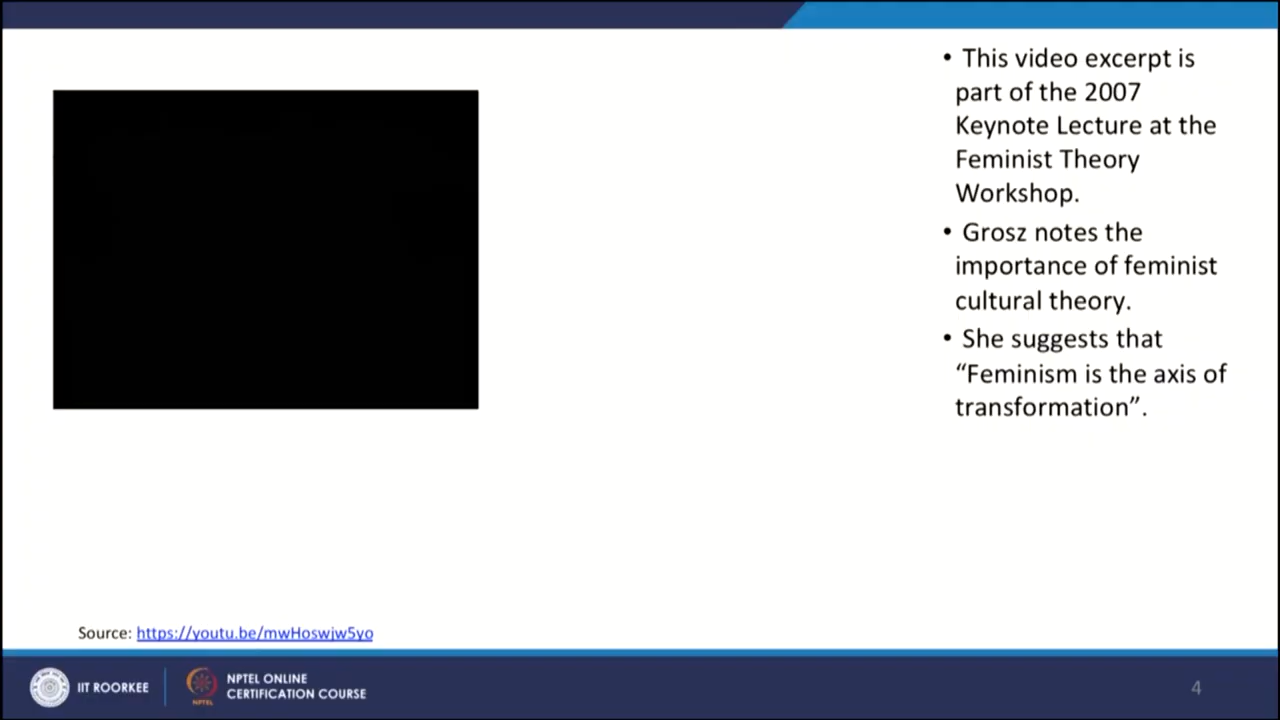 • This video excerpt is
part of the 2007
Keynote Lecture at the
Feminist Theory
Workshop.
• Grosz notes the
importance of feminist
cultural theory.
• She suggests that
“Feminism is the axis of
transformation”.
Source: https://youtu.be/mwHoswjw5yo
IIT ROORKEE
NPTEL
NPTEL ONLINE
CERTIFICATION COURSE
4